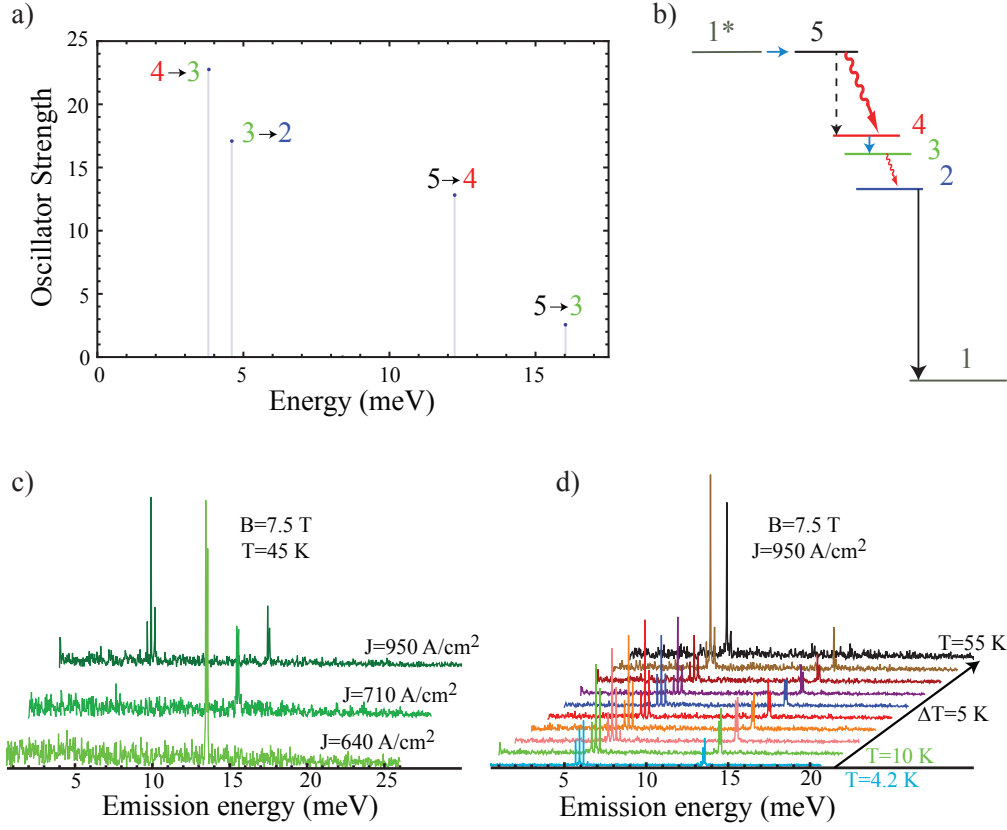 a)
25
20
15
10
5
0
0
5
10
15
Oscillator Strength
Energy (meV)
4→3
3→2
5→4
5→3
b)
1*
5
4
3
2
1
c)
B=7.5 T
T=45 K
J=950 A/cm²
J=710 A/cm²
J=640 A/cm²
5
10
15
20
25
Emission energy (meV)
d)
B=7.5 T
J=950 A/cm²
T=55 K
ΔT=5 K
T=10 K
T=4.2 K
5
10
15
20
Emission energy (meV)